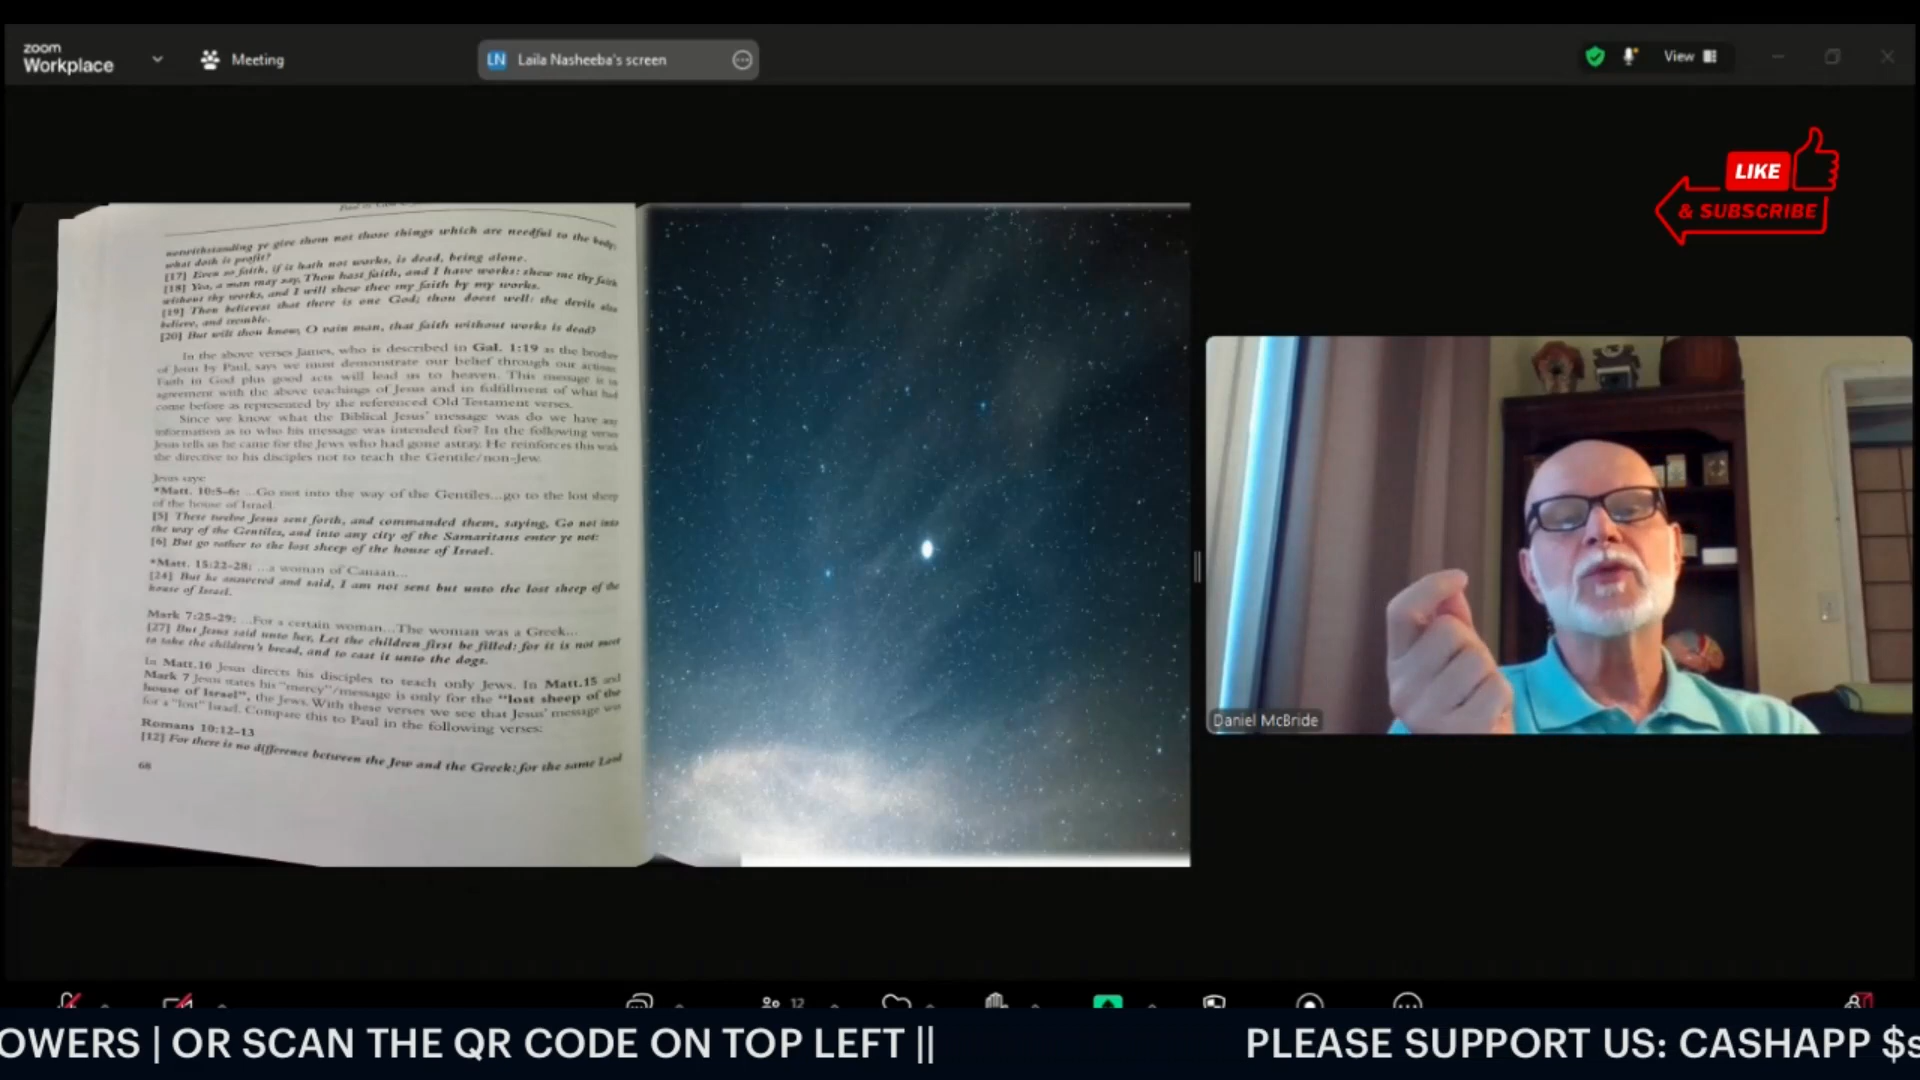 zoom
Workplace
Meeting
LN Laila Nasheeba's screen
View
LIKE
& SUBSCRIBE
notwithstanding ye give them not those things which are needful to the body;
what doth it profit?
[17] Even so faith, if it hath not works, is dead, being alone.
[18] Yea, a man may say, Thou hast faith, and I have works: shew me thy faith
without thy works, and I will shew thee my faith by my works.
[19] Thou believest that there is one God; thou doest well: the devils also
believe, and tremble.
[20] But wilt thou know, O vain man, that faith without works is dead?
In the above verses James, who is described in Gal. 1:19 as the brother
of Jesus by Paul, says we must demonstrate our belief through our actions.
Faith in God plus good acts will lead us to heaven. This message is in
agreement with the above teachings of Jesus and in fulfillment of what had
come before as represented by the referenced Old Testament verses.
Since we know what the Biblical Jesus' message was do we have any
information as to who his message was intended for? In the following verses
Jesus tells us he came for the Jews who had gone astray. He reinforces this with
the directive to his disciples not to teach the Gentile/non-Jew.
Jesus says:
*Matt. 10:5-6: ...Go not into the way of the Gentiles...go to the lost sheep
of the house of Israel.
[5] These twelve Jesus sent forth, and commanded them, saying, Go not into
the way of the Gentiles, and into any city of the Samaritans enter ye not:
[6] But go rather to the lost sheep of the house of Israel.
*Matt. 15:22-28: ...a woman of Canaan...
[24] But he answered and said, I am not sent but unto the lost sheep of the
house of Israel.
Mark 7:25-29: ...For a certain woman...The woman was a Greek...
[27] But Jesus said unto her, Let the children first be filled: for it is not meet
to take the children's bread, and to cast it unto the dogs.
In Matt.10 Jesus directs his disciples to teach only Jews. In Matt.15 and
Mark 7 Jesus states his "mercy"/message is only for the "lost sheep of the
house of Israel", the Jews. With these verses we see that Jesus' message was
for a "lost" Israel. Compare this to Paul in the following verses:
Romans 10:12-13
[12] For there is no difference between the Jew and the Greek: for the same Lord
68
Daniel McBride
12
OWERS | OR SCAN THE QR CODE ON TOP LEFT || PLEASE SUPPORT US: CASHAPP $s